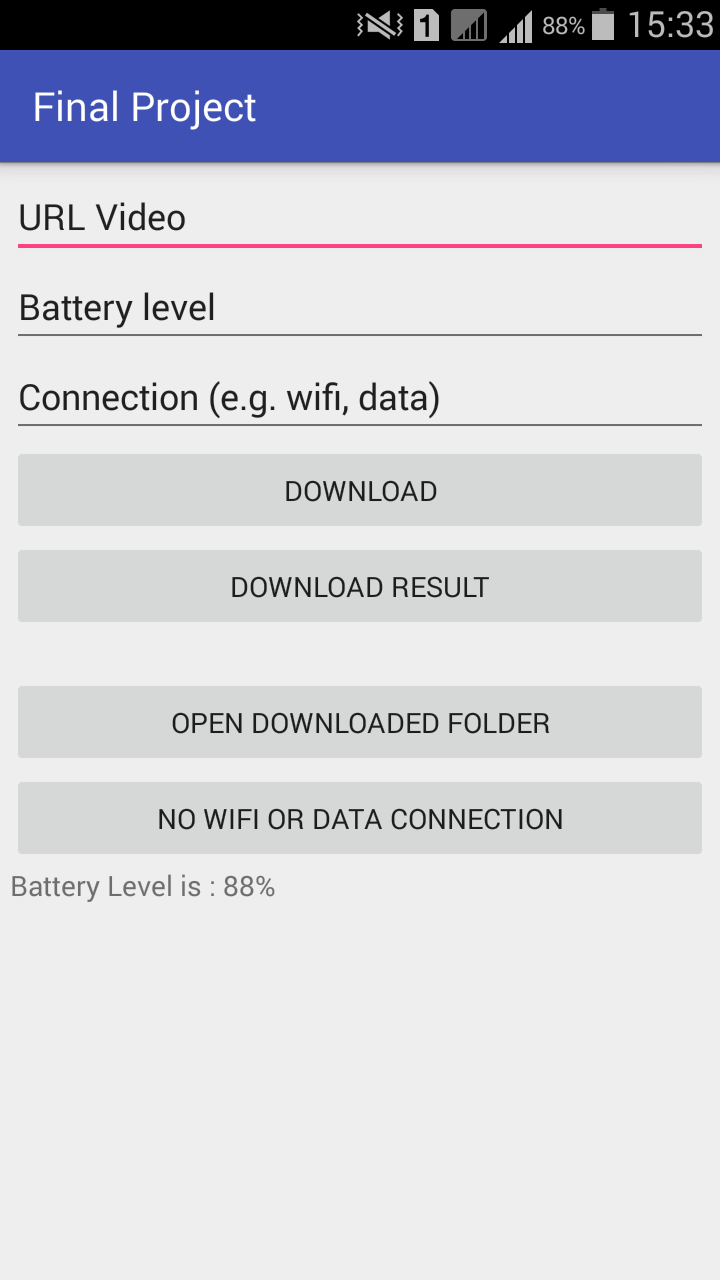 1 88% 15:33
Final Project
URL Video
Battery level
Connection (e.g. wifi, data)
DOWNLOAD
DOWNLOAD RESULT
OPEN DOWNLOADED FOLDER
NO WIFI OR DATA CONNECTION
Battery Level is : 88%